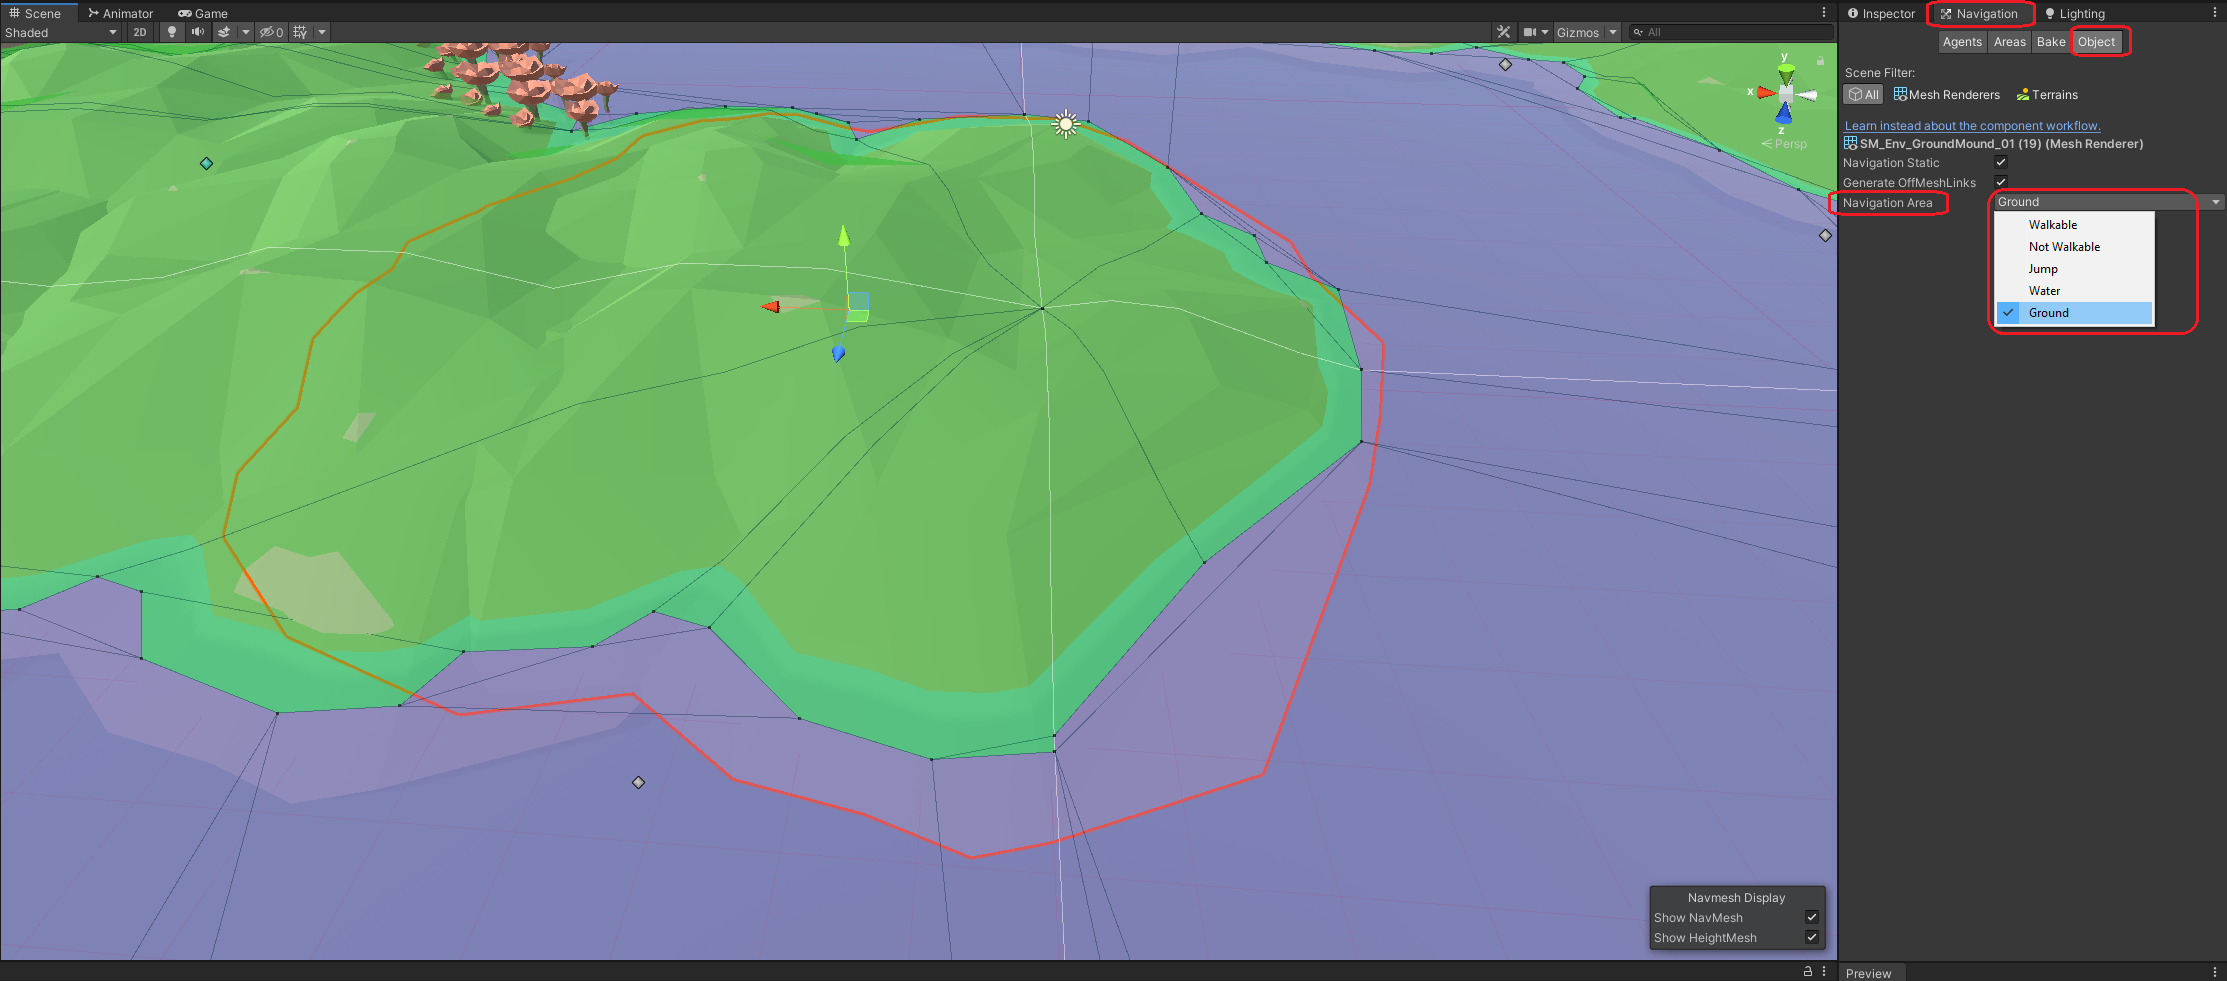 Scene Animator Game
Shaded 2D 0 Gizmos All
y
x
z
Persp
Navmesh Display
Show NavMesh
Show HeightMesh
Inspector Navigation Lighting
Agents Areas Bake Object
Scene Filter:
All Mesh Renderers Terrains
Learn instead about the component workflow.
SM_Env_GroundMound_01 (19) (Mesh Renderer)
Navigation Static
Generate OffMeshLinks
Navigation Area Ground
Walkable
Not Walkable
Jump
Water
Ground
Preview